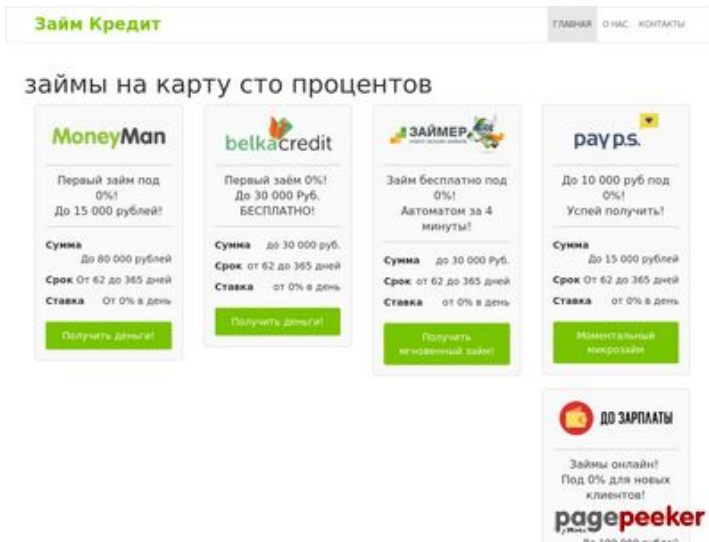 Займ Кредит
ГЛАВНАЯ О НАС КОНТАКТЫ
займы на карту сто процентов
MoneyMan
Первый займ под
0%!
До 15 000 рублей!
Сумма
До 80 000 рублей
Срок От 62 до 365 дней
Ставка От 0% в день
Получить деньги!
belkacredit
Первый заём 0%!
До 30 000 Руб.
БЕСПЛАТНО!
Сумма до 30 000 руб.
Срок от 62 до 365 дней
Ставка от 0% в день
Получить деньги!
ЗАЙМЕР
Займ бесплатно под
0%!
Автоматом за 4
минуты!
Сумма до 30 000 Руб.
Срок от 62 до 365 дней
Ставка от 0% в день
Получить
мгновенный займ!
pay p.s.
До 10 000 руб под
0%!
Успей получить!
Сумма
До 15 000 рублей
Срок От 62 до 365 дней
Ставка от 0% в день
Моментальный
микрозайм
ДО ЗАРПЛАТЫ
Займы онлайн!
Под 0% для новых
клиентов!
pagepeeker
До 100 000 рублей